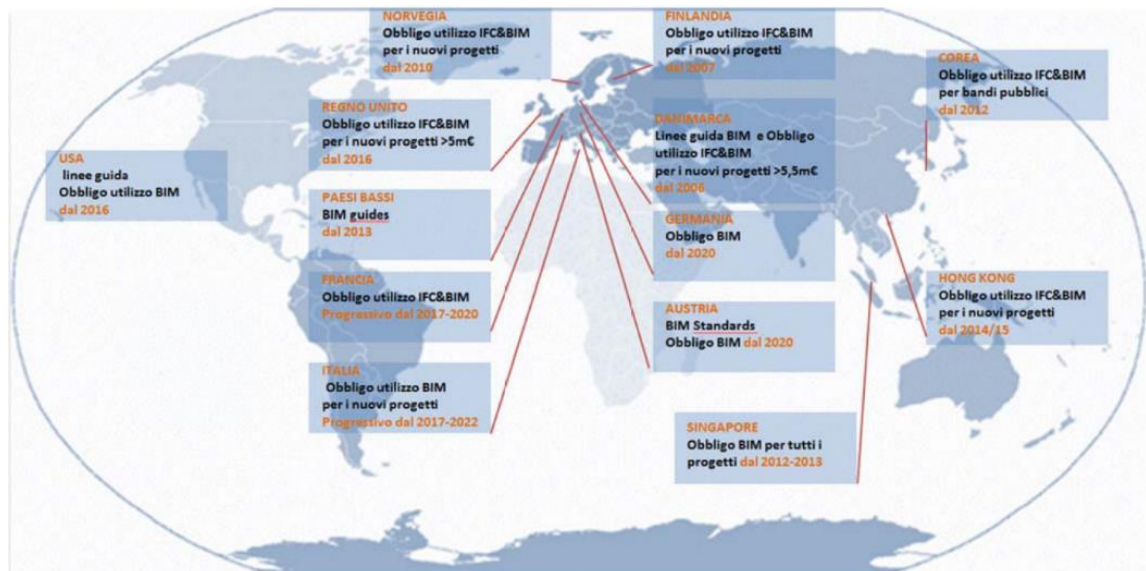 NORVEGIA
Obbligo utilizzo IFC&BIM
per i nuovi progetti
dal 2010
FINLANDIA
Obbligo utilizzo IFC&BIM
per i nuovi progetti
dal 2007
COREA
Obbligo utilizzo IFC&BIM
per bandi pubblici
dal 2012
REGNO UNITO
Obbligo utilizzo IFC&BIM
per i nuovi progetti >5m€
dal 2016
DANIMARCA
Linee guida BIM e Obbligo
utilizzo IFC&BIM
per i nuovi progetti >5,5m€
dal 2006
USA
linee guida
Obbligo utilizzo BIM
dal 2016
PAESI BASSI
BIM guides
dal 2013
GERMANIA
Obbligo BIM
dal 2020
FRANCIA
Obbligo utilizzo IFC&BIM
Progressivo dal 2017-2020
HONG KONG
Obbligo utilizzo IFC&BIM
per i nuovi progetti
dal 2014/15
AUSTRIA
BIM Standards
Obbligo BIM dal 2020
ITALIA
Obbligo utilizzo BIM
per i nuovi progetti
Progressivo dal 2017-2022
SINGAPORE
Obbligo BIM per tutti i
progetti dal 2012-2013